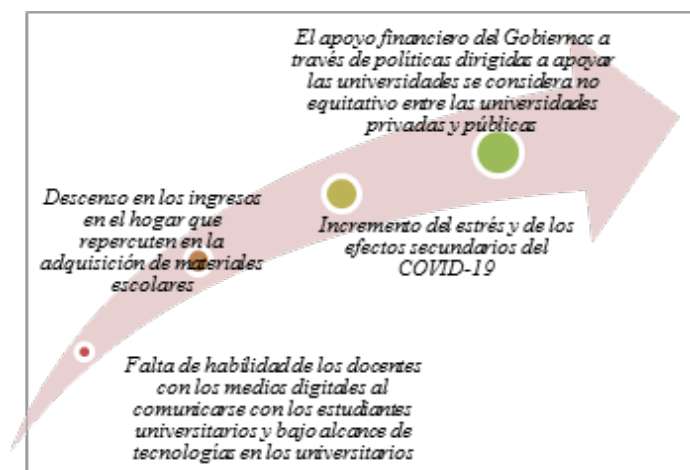 El apoyo financiero del Gobiernos a
través de políticas dirigidas a apoyar
las universidades se considera no
equitativo entre las universidades
privadas y públicas
Descenso en los ingresos
en el hogar que
repercuten en la
adquisición de materiales
escolares
Incremento del estrés y de los
efectos secundarios del
COVID-19
Falta de habilidad de los docentes
con los medios digitales al
comunicarse con los estudiantes
universitarios y bajo alcance de
tecnologías en los universitarios